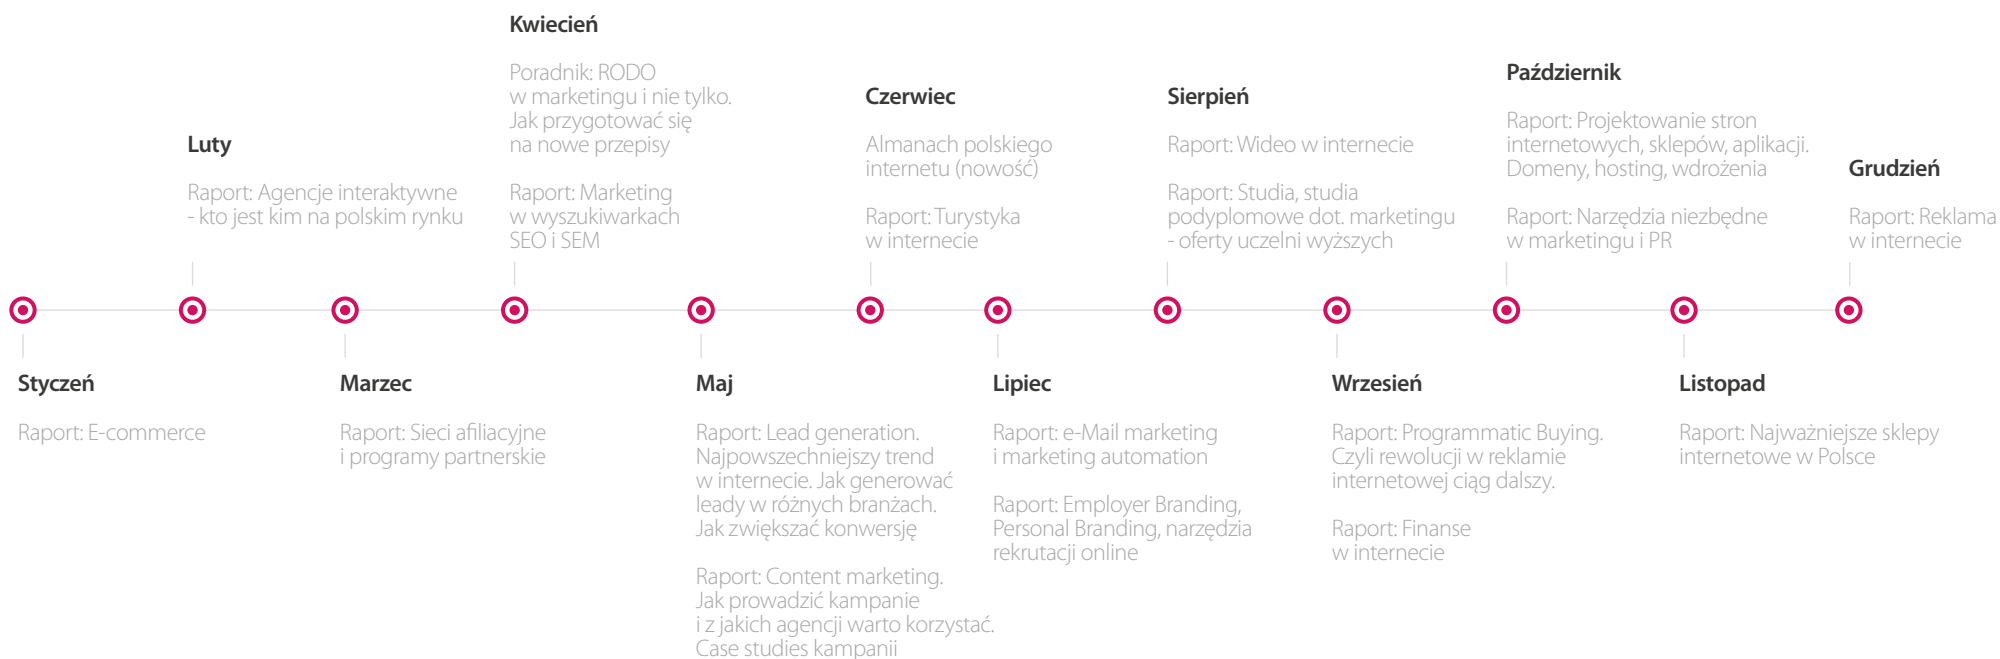 Styczeń
Raport: E-commerce
Luty
Raport: Agencje interaktywne
- kto jest kim na polskim rynku
Marzec
Raport: Sieci afiliacyjne
i programy partnerskie
Kwiecień
Poradnik: RODO
w marketingu i nie tylko.
Jak przygotować się
na nowe przepisy
Raport: Marketing
w wyszukiwarkach
SEO i SEM
Maj
Raport: Lead generation.
Najpowszechniejszy trend
w internecie. Jak generować
leady w różnych branżach.
Jak zwiększać konwersję
Raport: Content marketing.
Jak prowadzić kampanie
i z jakich agencji warto korzystać.
Case studies kampanii
Czerwiec
Almanach polskiego
internetu (nowość)
Raport: Turystyka
w internecie
Lipiec
Raport: e-Mail marketing
i marketing automation
Raport: Employer Branding,
Personal Branding, narzędzia
rekrutacji online
Sierpień
Raport: Wideo w internecie
Raport: Studia, studia
podyplomowe dot. marketingu
- oferty uczelni wyższych
Wrzesień
Raport: Programmatic Buying.
Czyli rewolucji w reklamie
internetowej ciąg dalszy.
Raport: Finanse
w internecie
Październik
Raport: Projektowanie stron
internetowych, sklepów, aplikacji.
Domeny, hosting, wdrożenia
Raport: Narzędzia niezbędne
w marketingu i PR
Listopad
Raport: Najważniejsze sklepy
internetowe w Polsce
Grudzień
Raport: Reklama
w internecie